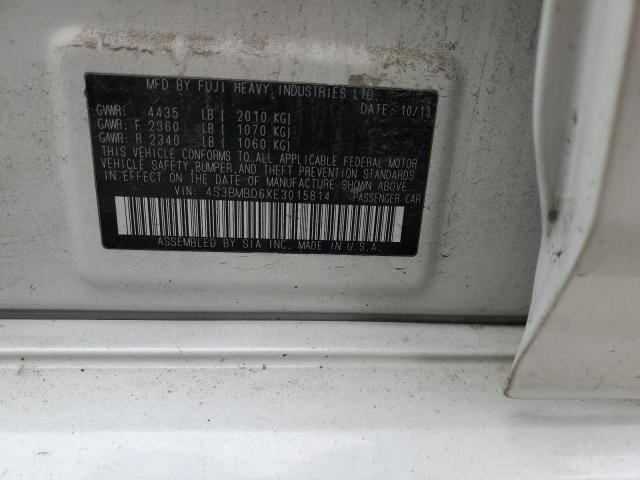 MFD BY FUJI HEAVY INDUSTRIES LTD.
GVWR: 4435 LB ( 2010 KG) DATE: 10/13
GAWR: F 2360 LB ( 1070 KG)
GAWR: R 2340 LB ( 1060 KG)
THIS VEHICLE CONFORMS TO ALL APPLICABLE FEDERAL MOTOR
VEHICLE SAFETY, BUMPER, AND THEFT PREVENTION STANDARDS
IN EFFECT ON THE DATE OF MANUFACTURE SHOWN ABOVE.
VIN: 4S3BMBD6XE3015814 PASSENGER CAR
ASSEMBLED BY SIA INC. MADE IN U.S.A.